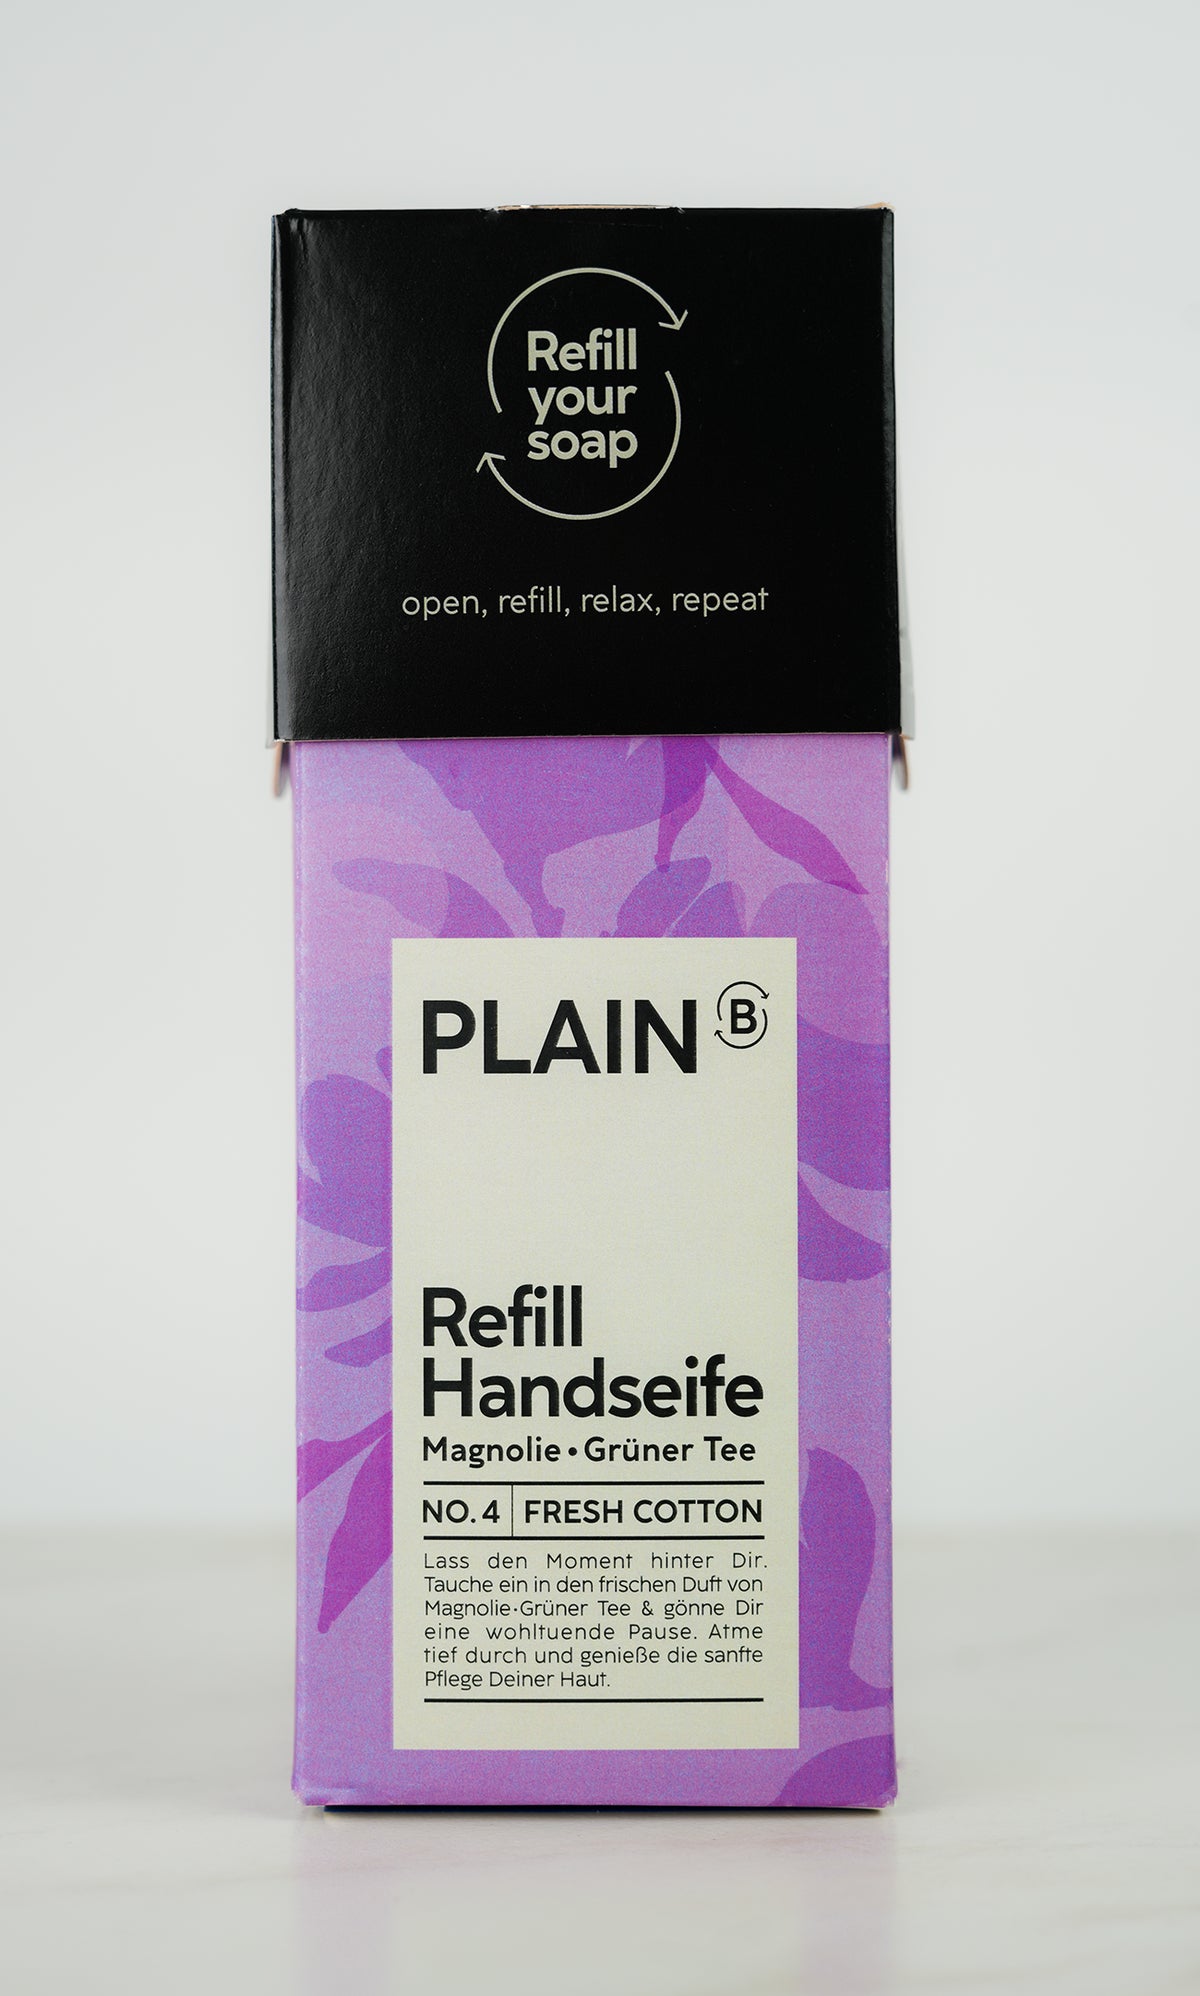 Refill
your
soap
open, refill, relax, repeat
PLAIN B
Refill
Handseife
Magnolie • Grüner Tee
NO. 4 FRESH COTTON
Lass den Moment hinter Dir.
Tauche ein in den frischen Duft von
Magnolie·Grüner Tee & gönne Dir
eine wohltuende Pause. Atme
tief durch und genieße die sanfte
Pflege Deiner Haut.